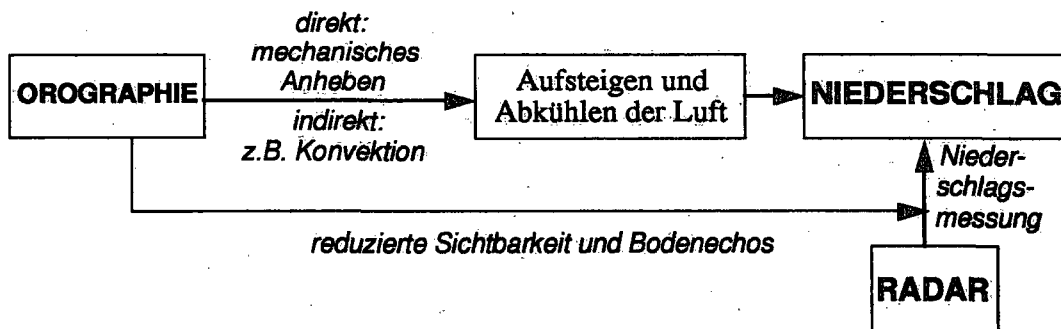 direkt:
mechanisches
Anheben
OROGRAPHIE
indirekt:
z.B. Konvektion
Aufsteigen und
Abkühlen der Luft
NIEDERSCHLAG
Nieder-
schlags-
messung
reduzierte Sichtbarkeit und Bodenechos
RADAR